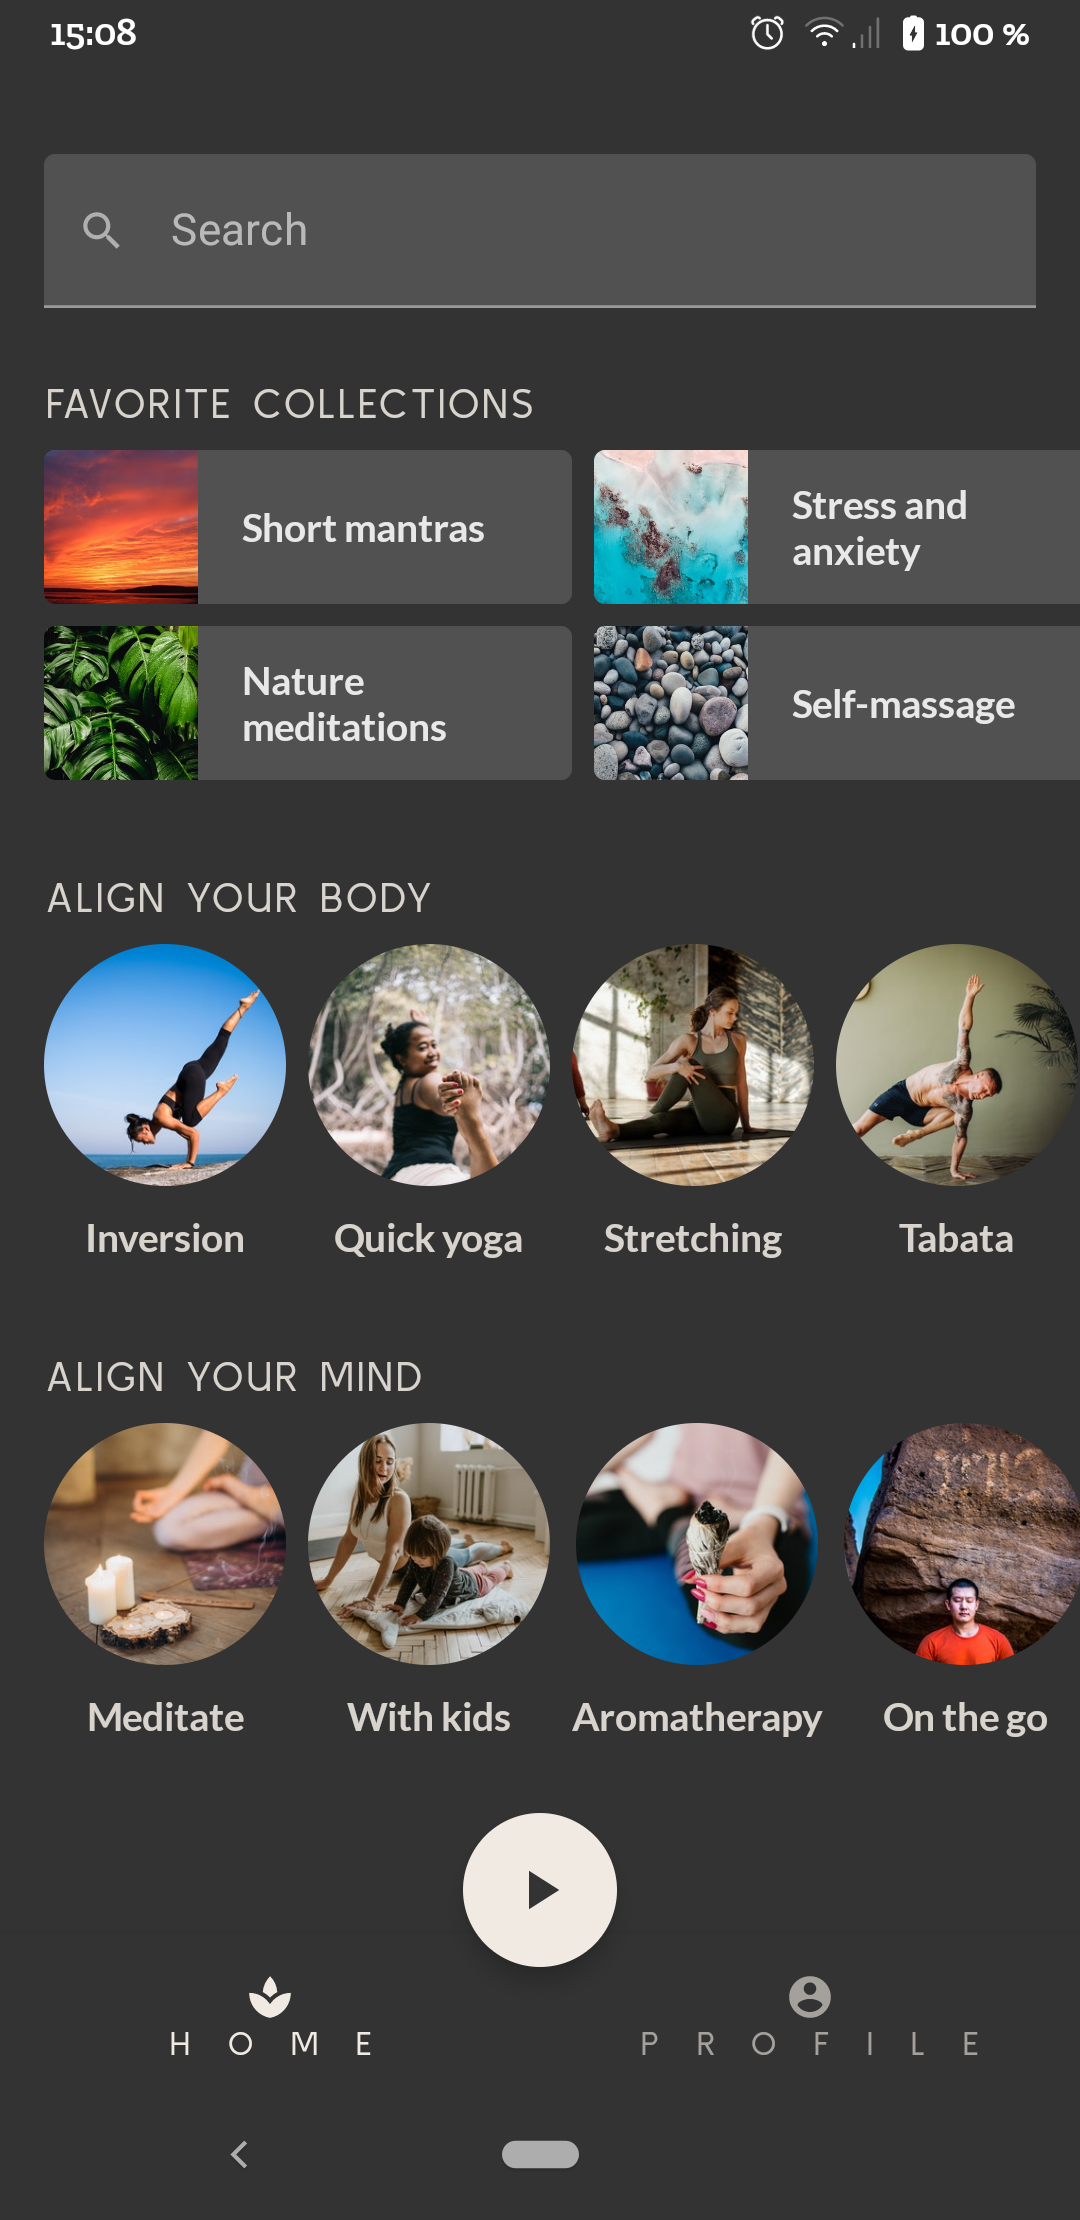 15:08
100 %
Search
FAVORITE COLLECTIONS
Short mantras
Stress and
anxiety
Nature
meditations
Self-massage
ALIGN YOUR BODY
Inversion
Quick yoga
Stretching
Tabata
ALIGN YOUR MIND
Meditate
With kids
Aromatherapy
On the go
HOME
PROFILE